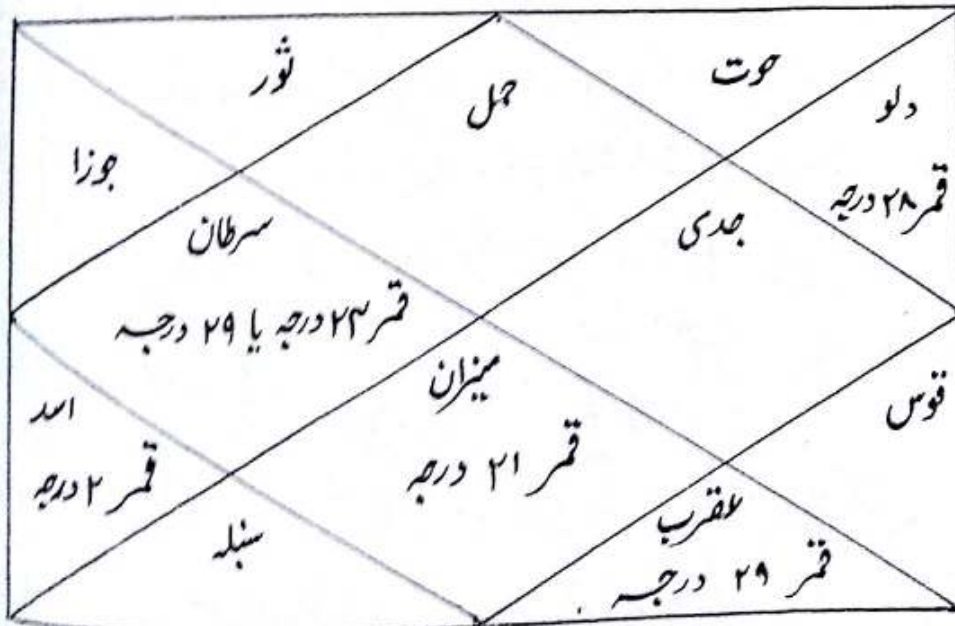 حوت
ثور
حمل
دلو
جوزا
قمر ۲۸ درجہ
سرطان
جدی
قمر ۲۳ درجہ یا ۲۹ درجہ
میزان
قوس
اسد
قمر ۲۱ درجہ
قمر ۲ درجہ
عقرب
سنبلہ
قمر ۲۹ درجہ